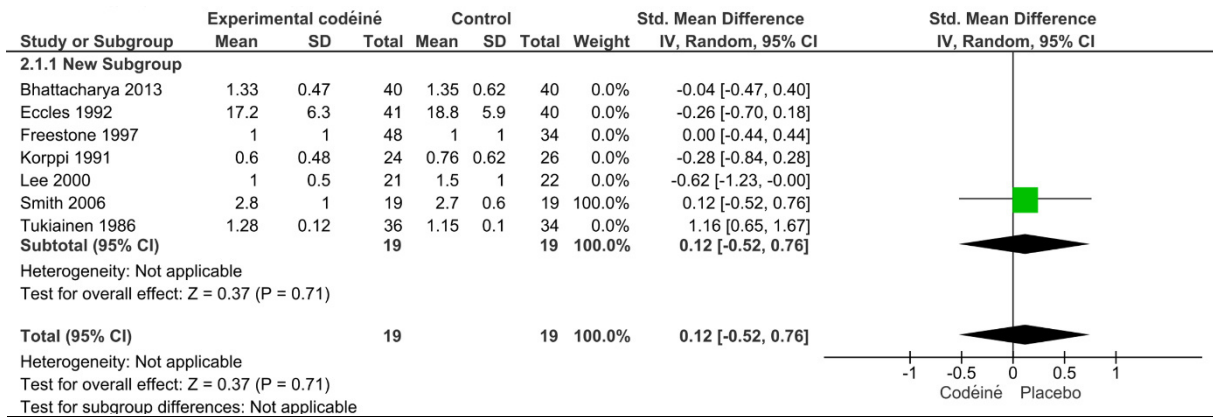 Experimental codéiné Control Std. Mean Difference Std. Mean Difference
Study or Subgroup Mean SD Total Mean SD Total Weight IV, Random, 95% CI IV, Random, 95% CI
2.1.1 New Subgroup
Bhattacharya 2013 1.33 0.47 40 1.35 0.62 40 0.0% -0.04 [-0.47, 0.40]
Eccles 1992 17.2 6.3 41 18.8 5.9 40 0.0% -0.26 [-0.70, 0.18]
Freestone 1997 1 1 48 1 1 34 0.0% 0.00 [-0.44, 0.44]
Korppi 1991 0.6 0.48 24 0.76 0.62 26 0.0% -0.28 [-0.84, 0.28]
Lee 2000 1 0.5 21 1.5 1 22 0.0% -0.62 [-1.23, -0.00]
Smith 2006 2.8 1 19 2.7 0.6 19 100.0% 0.12 [-0.52, 0.76]
Tukiainen 1986 1.28 0.12 36 1.15 0.1 34 0.0% 1.16 [0.65, 1.67]
Subtotal (95% CI) 19 19 100.0% 0.12 [-0.52, 0.76]
Heterogeneity: Not applicable
Test for overall effect: Z = 0.37 (P = 0.71)
Total (95% CI) 19 19 100.0% 0.12 [-0.52, 0.76]
Heterogeneity: Not applicable
Test for overall effect: Z = 0.37 (P = 0.71)
Test for subgroup differences: Not applicable
-1 -0.5 0 0.5 1
Codéiné Placebo